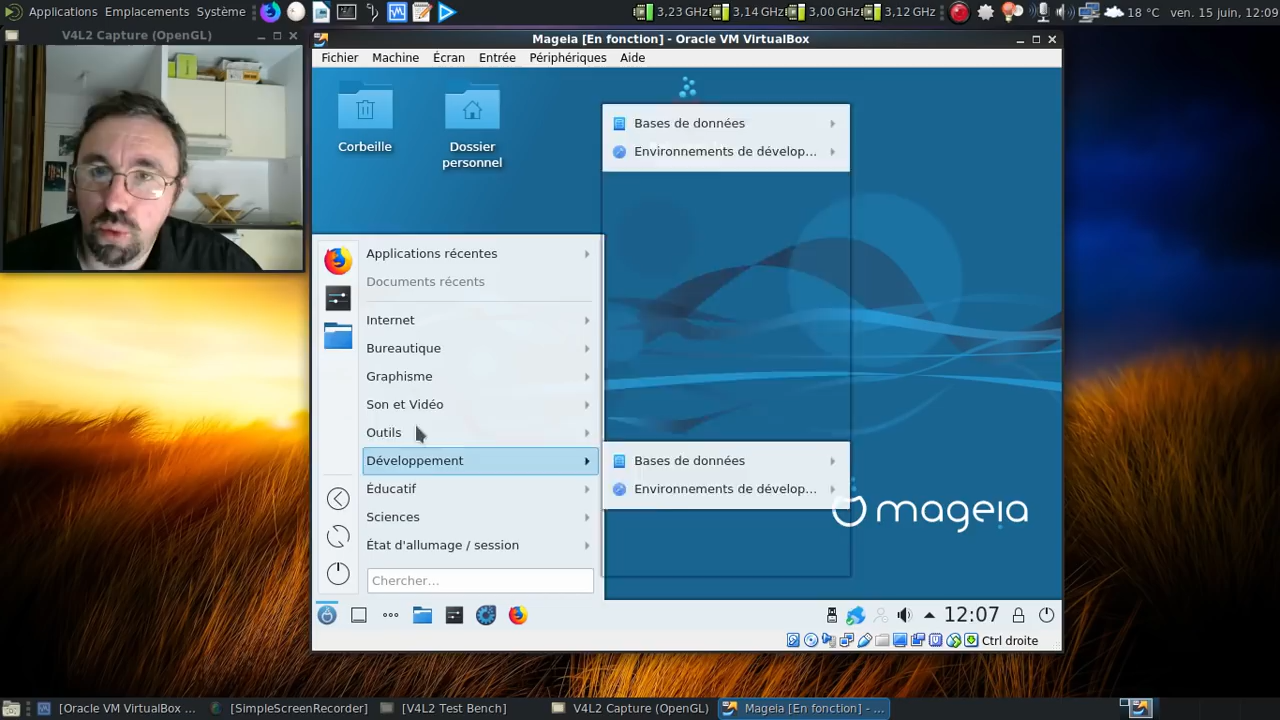 Applications Emplacements Système
3,23 GHz 3,14 GHz 3,00 GHz 3,12 GHz 18 °C ven. 15 juin, 12:09
V4L2 Capture (OpenGL)
Mageia [En fonction] - Oracle VM VirtualBox
Fichier Machine Écran Entrée Périphériques Aide
Corbeille
Dossier personnel
Bases de données
Environnements de dévelop...
Applications récentes
Documents récents
Internet
Bureautique
Graphisme
Son et Vidéo
Outils
Développement
Éducatif
Sciences
État d'allumage / session
Chercher...
Bases de données
Environnements de dévelop...
mageia
12:07
Ctrl droite
[Oracle VM VirtualBox ... [SimpleScreenRecorder] [V4L2 Test Bench] V4L2 Capture (OpenGL) Mageia [En fonction] - ...